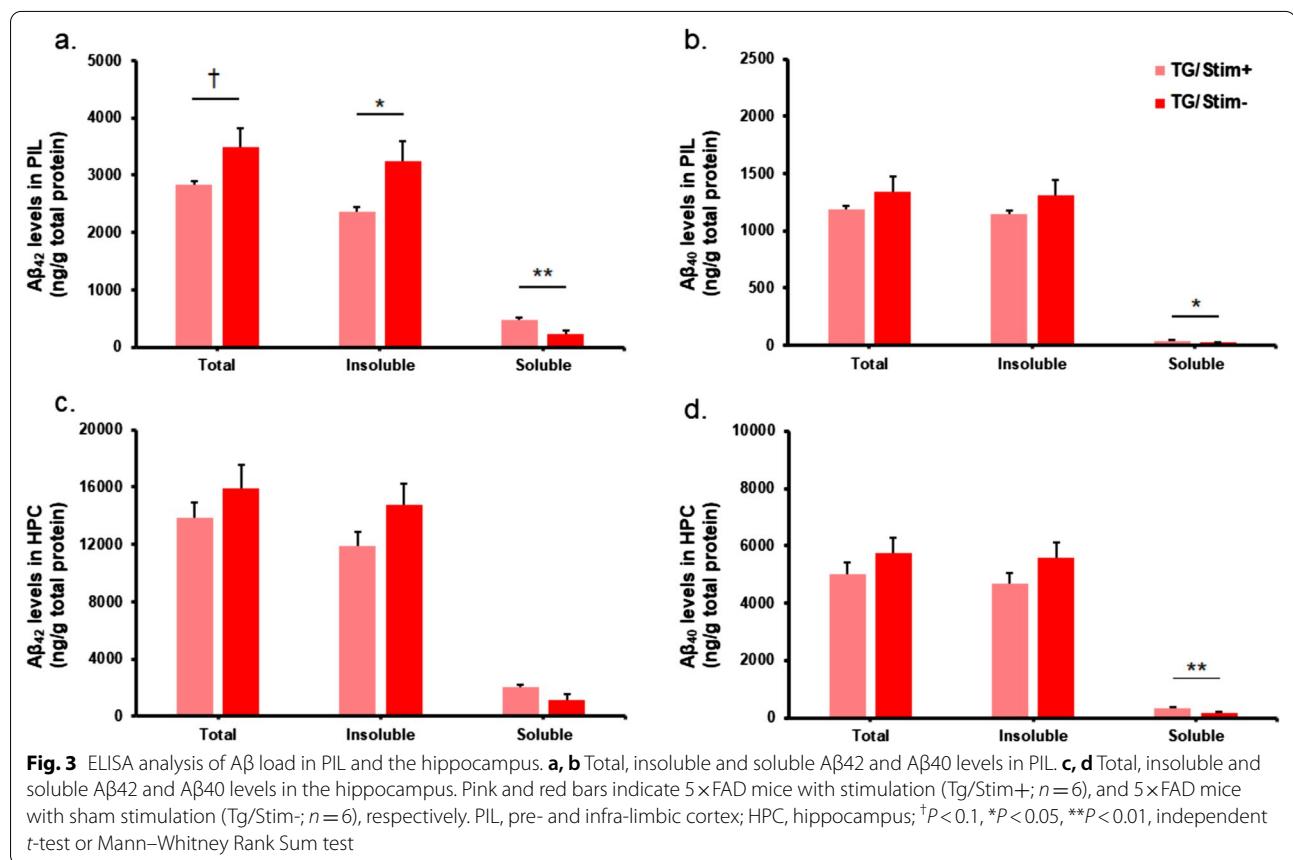 a.
5000
4000
3000
2000
1000
0
Aβ42 levels in PIL
(ng/g total protein)
†
*
**
Total
Insoluble
Soluble
b.
2500
2000
1500
1000
500
0
Aβ40 levels in PIL
(ng/g total protein)
TG/Stim+
TG/Stim-
*
Total
Insoluble
Soluble
c.
20000
16000
12000
8000
4000
0
Aβ42 levels in HPC
(ng/g total protein)
Total
Insoluble
Soluble
d.
10000
8000
6000
4000
2000
0
Aβ40 levels in HPC
(ng/g total protein)
**
Total
Insoluble
Soluble
Fig. 3 ELISA analysis of Aβ load in PIL and the hippocampus. a, b Total, insoluble and soluble Aβ42 and Aβ40 levels in PIL. c, d Total, insoluble and
soluble Aβ42 and Aβ40 levels in the hippocampus. Pink and red bars indicate 5×FAD mice with stimulation (Tg/Stim+; n=6), and 5×FAD mice
with sham stimulation (Tg/Stim-; n=6), respectively. PIL, pre- and infra-limbic cortex; HPC, hippocampus; †P<0.1, *P<0.05, **P<0.01, independent
t-test or Mann–Whitney Rank Sum test